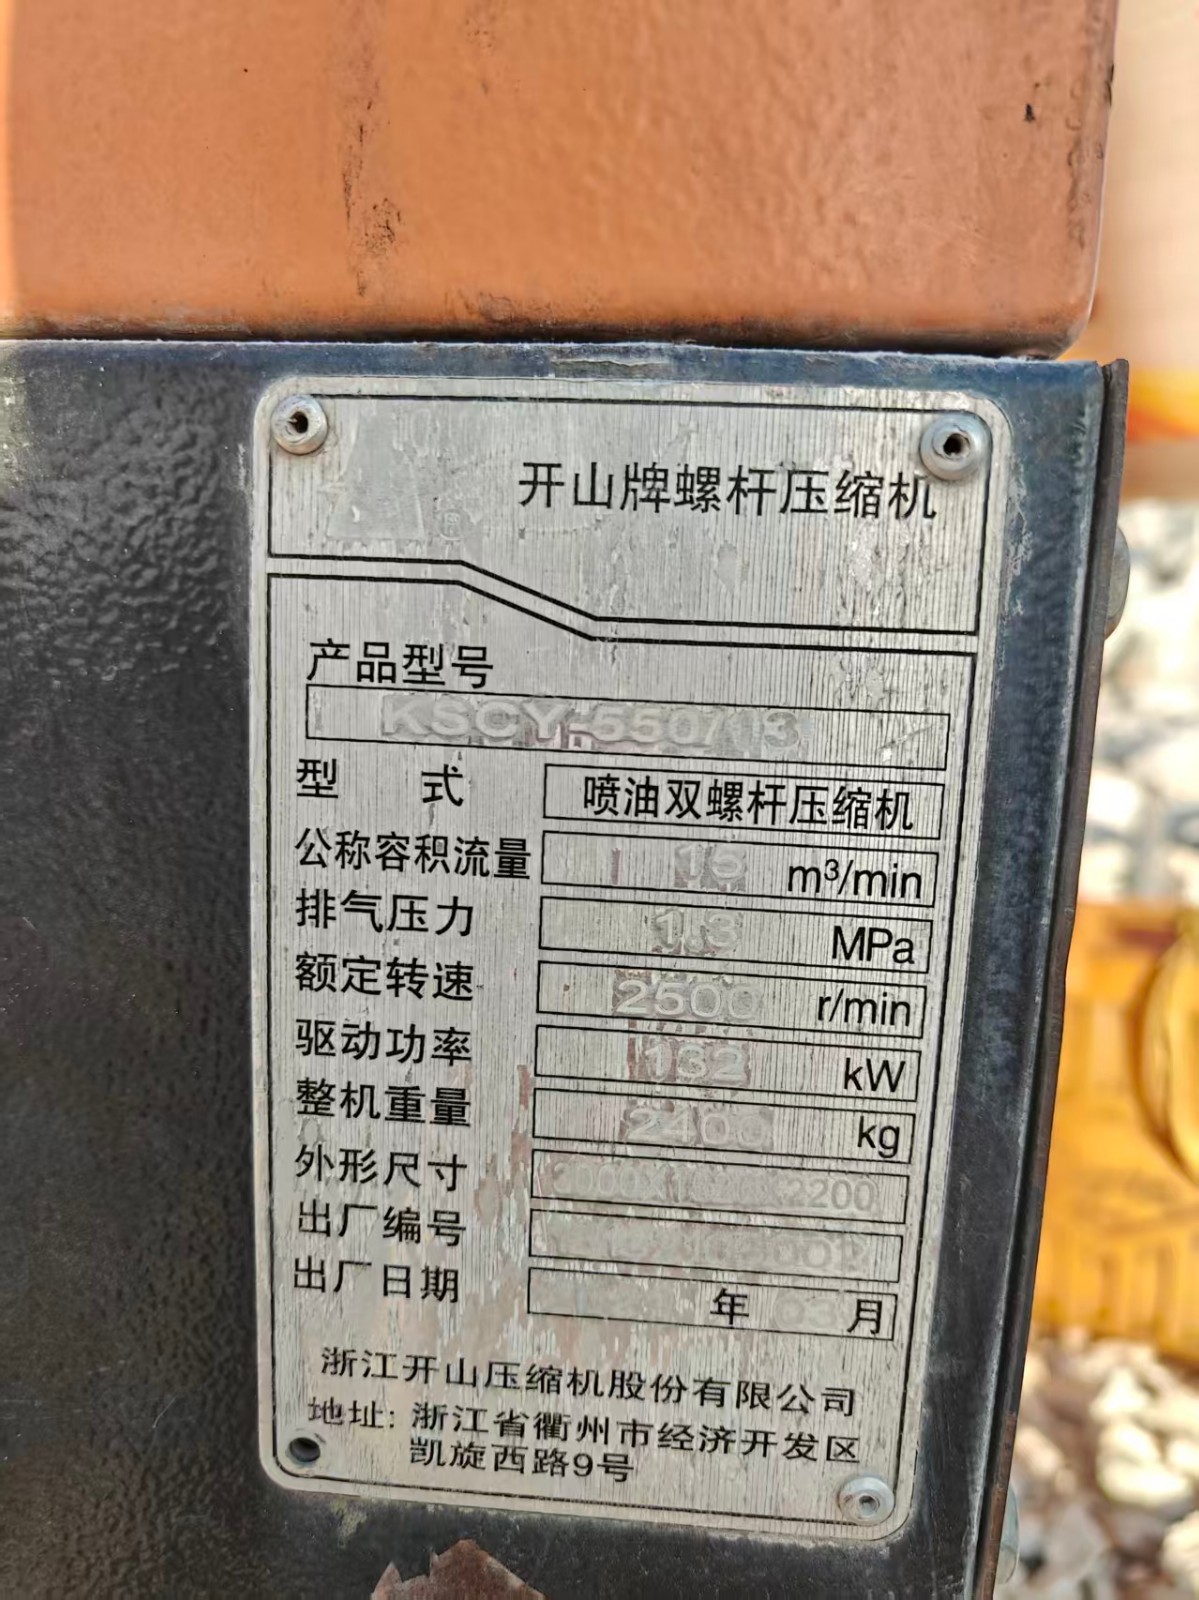 ®
开山牌螺杆压缩机
产品型号
KSCY-550/13
型 式 喷油双螺杆压缩机
公称容积流量 15 m³/min
排气压力 1.3 MPa
额定转速 2500 r/min
驱动功率 132 kW
整机重量 2400 kg
外形尺寸
出厂编号
出厂日期 年 03 月
浙江开山压缩机股份有限公司
地址: 浙江省衢州市经济开发区
凯旋西路9号